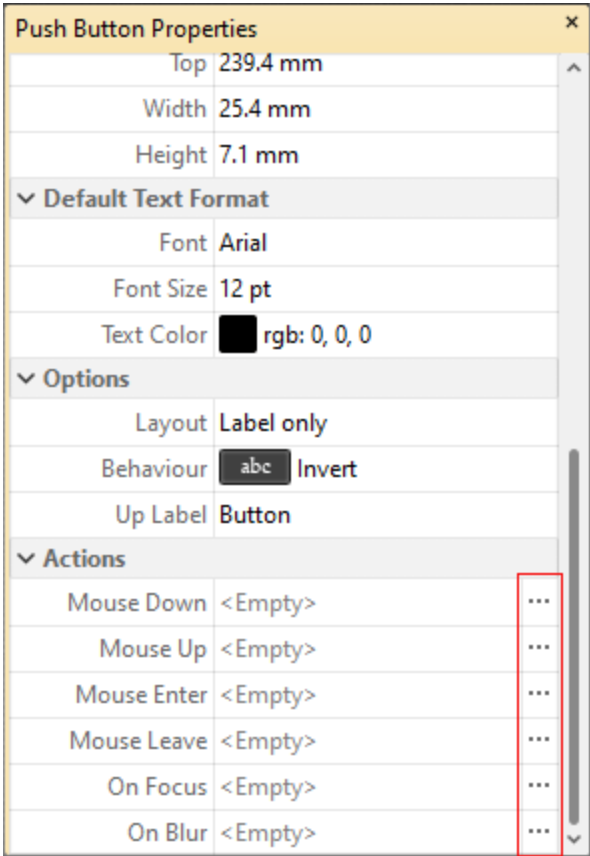 Push Button Properties ×
Top 239.4 mm
Width 25.4 mm
Height 7.1 mm
Default Text Format
Font Arial
Font Size 12 pt
Text Color rgb: 0, 0, 0
Options
Layout Label only
Behaviour abc Invert
Up Label Button
Actions
Mouse Down <Empty> ...
Mouse Up <Empty> ...
Mouse Enter <Empty> ...
Mouse Leave <Empty> ...
On Focus <Empty> ...
On Blur <Empty> ...